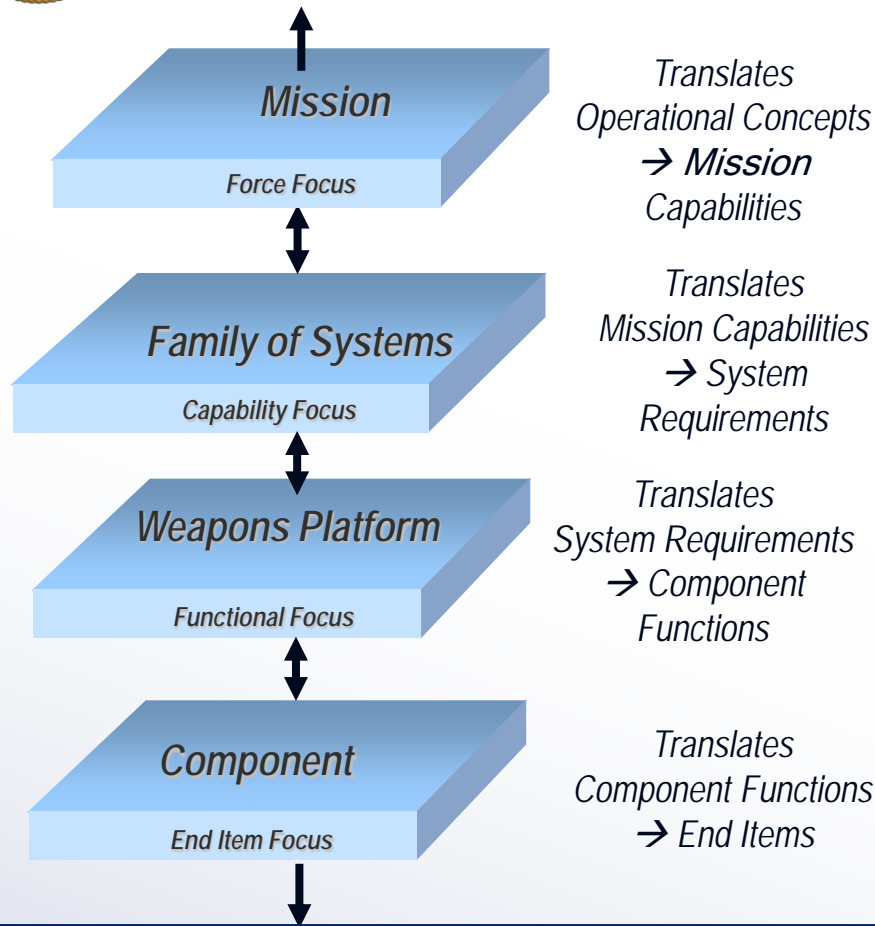 Mission
Force Focus
Translates
Operational Concepts
→ Mission
Capabilities
Family of Systems
Capability Focus
Translates
Mission Capabilities
→ System
Requirements
Weapons Platform
Functional Focus
Translates
System Requirements
→ Component
Functions
Component
End Item Focus
Translates
Component Functions
→ End Items